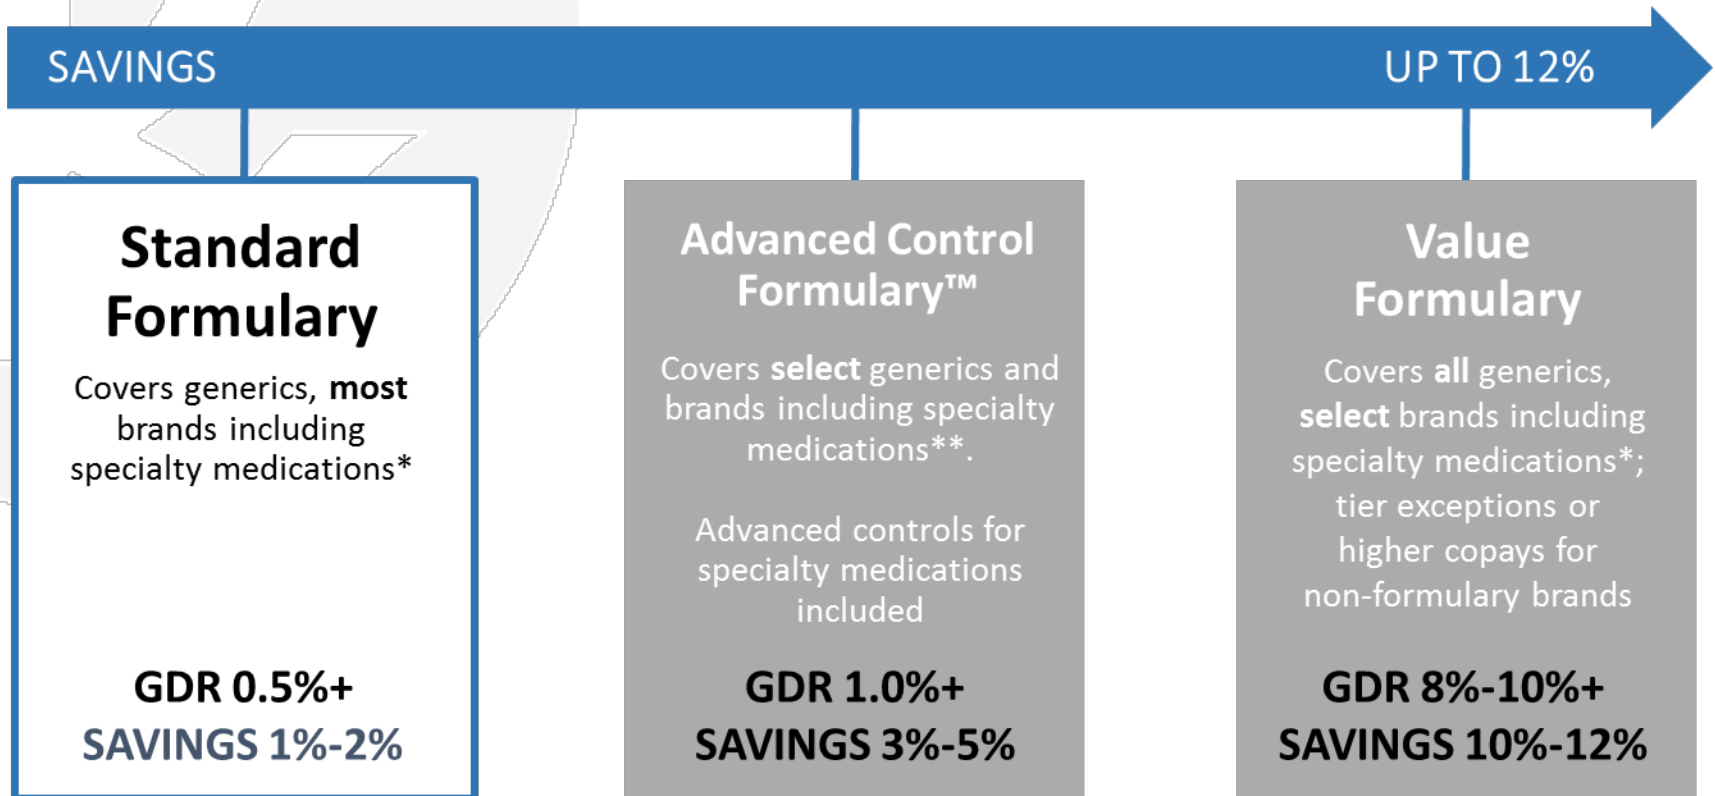 SAVINGS
UP TO 12%
Standard
Formulary
Covers generics, most
brands including
specialty medications*
GDR 0.5%+
SAVINGS 1%-2%
Advanced Control
Formulary™
Covers select generics and
brands including specialty
medications**.
Advanced controls for
specialty medications
included
GDR 1.0%+
SAVINGS 3%-5%
Value
Formulary
Covers all generics,
select brands including
specialty medications*;
tier exceptions or
higher copays for
non-formulary brands
GDR 8%-10%+
SAVINGS 10%-12%